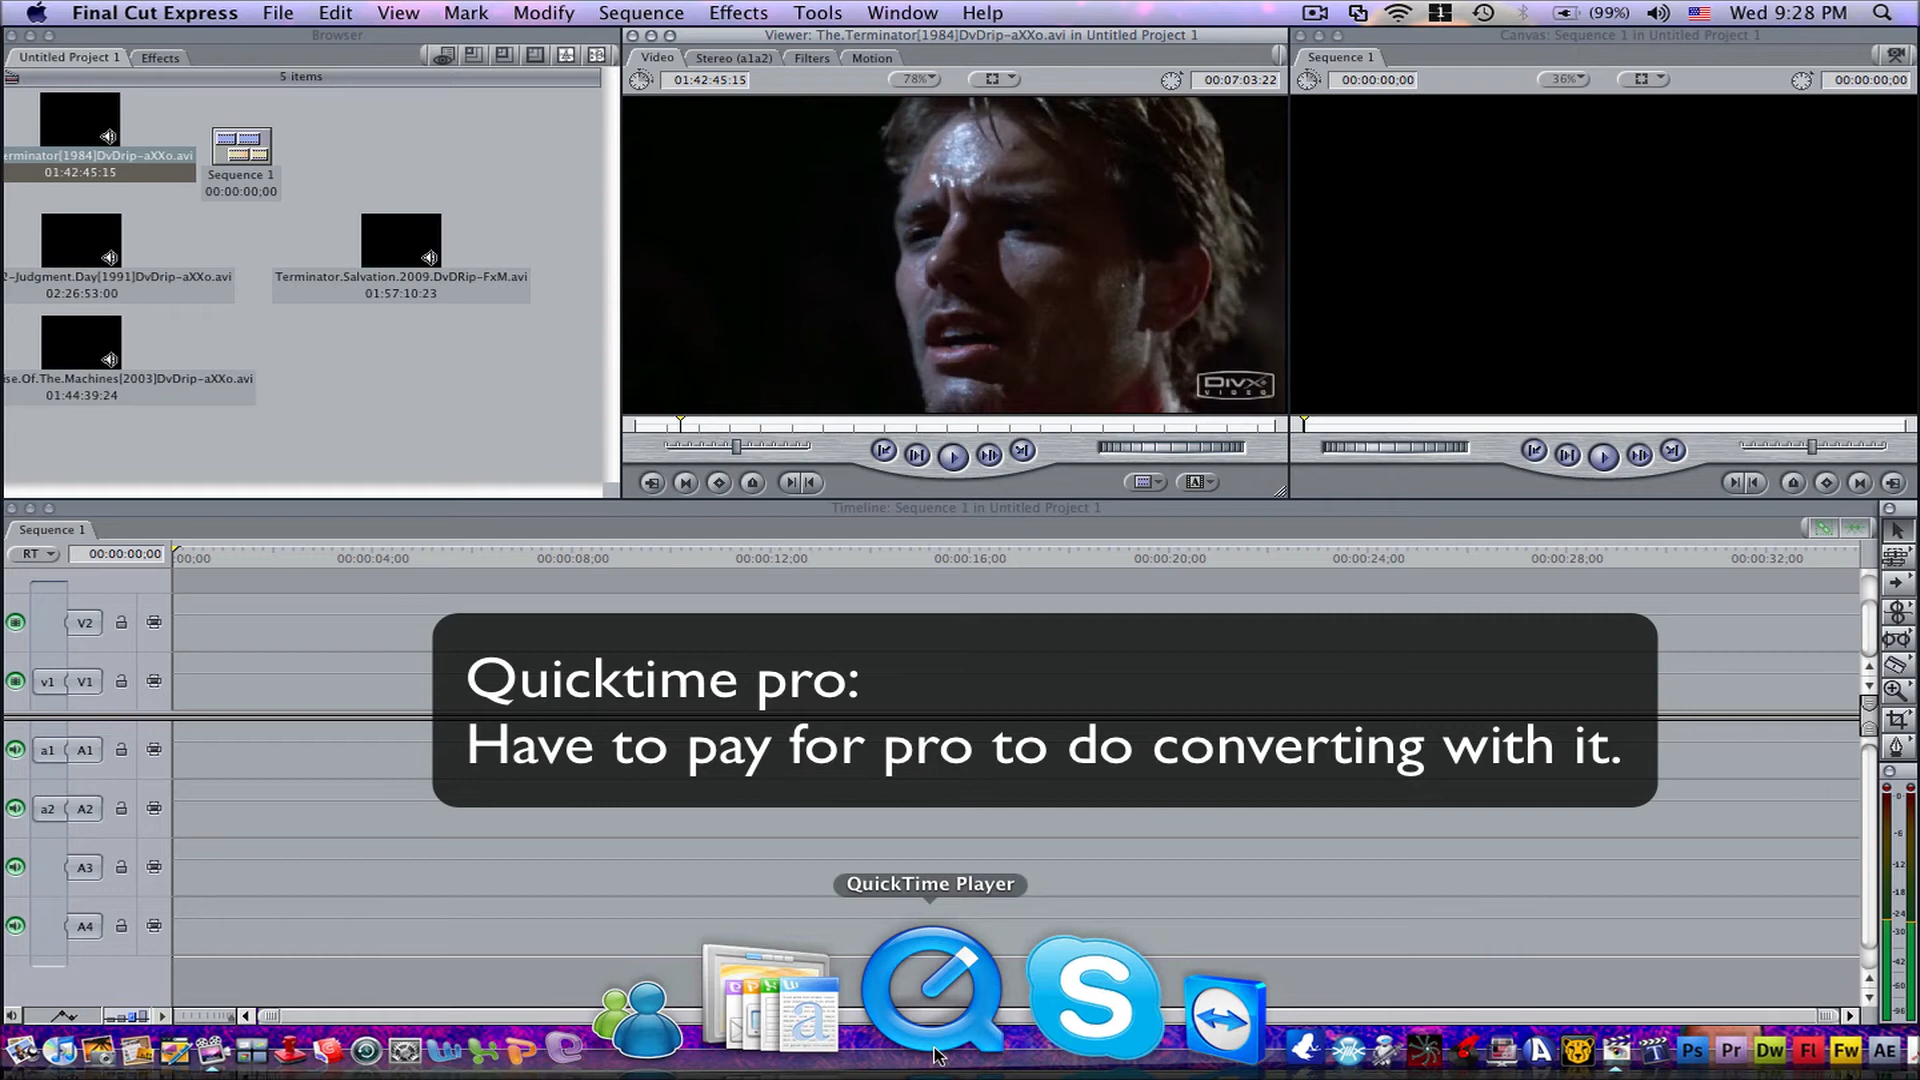 Final Cut Express File Edit View Mark Modify Sequence Effects Tools Window Help (99%) Wed 9:28 PM
Browser
Viewer: The.Terminator[1984]DvDrip-aXXo.avi in Untitled Project 1
Canvas: Sequence 1 in Untitled Project 1
Untitled Project 1 Effects
Video Stereo (a1a2) Filters Motion
Sequence 1
5 items
01:42:45:15 78% 00:07:03:22
00:00:00;00 36% 00:00:00;00
erminator[1984]DvDrip-aXXo.avi
01:42:45:15
Sequence 1
00:00:00;00
2-Judgment.Day[1991]DvDrip-aXXo.avi
02:26:53:00
Terminator.Salvation.2009.DvDRip-FxM.avi
01:57:10:23
ise.Of.The.Machines[2003]DvDrip-aXXo.avi
01:44:39:24
DIVX
VIDEO
Timeline: Sequence 1 in Untitled Project 1
Sequence 1
RT 00:00:00;00 :00;00 00:00:04;00 00:00:08;00 00:00:12;00 00:00:16;00 00:00:20;00 00:00:24;00 00:00:28;00 00:00:32;00
V2
v1 V1
a1 A1
a2 A2
A3
A4
Quicktime pro:
Have to pay for pro to do converting with it.
QuickTime Player
Ps Pr Dw Fl Fw AE